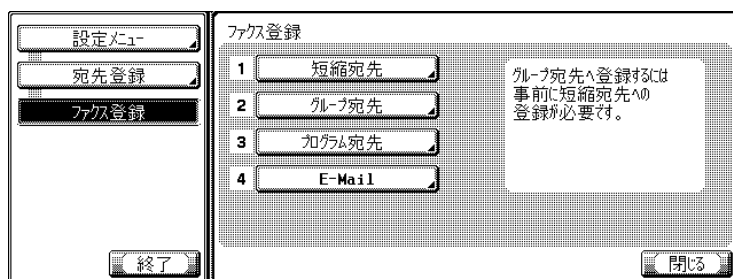 設定メニュー
宛先登録
ファクス登録
終了
ファクス登録
1 短縮宛先
2 グループ宛先
3 プログラム宛先
4 E-Mail
グループ宛先へ登録するには
事前に短縮宛先への
登録が必要です。
閉じる